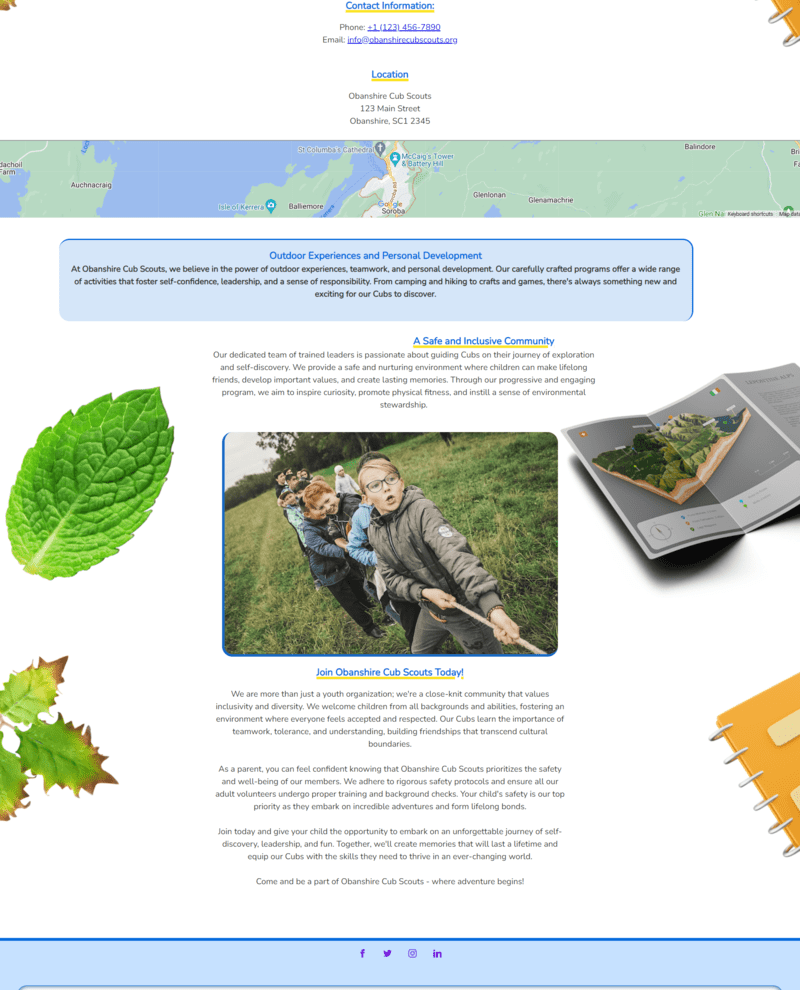 Contact Information:
Phone: +1 (123) 456-7890
Email: info@obanshirecubscouts.org
Location
Obanshire Cub Scouts
123 Main Street
Obanshire, SC1 2345
St Columba's Cathedral
McCaig's Tower
& Battery Hill
Balindore
dachoil
Farm
Auchnacraig
Glenlonan
Glenamachrie
Isle of Kerrera
Balliemore
Google
Soroba
Glen Na
Keyboard shortcuts
Map data
Outdoor Experiences and Personal Development
At Obanshire Cub Scouts, we believe in the power of outdoor experiences, teamwork, and personal development. Our carefully crafted programs offer a wide range
of activities that foster self-confidence, leadership, and a sense of responsibility. From camping and hiking to crafts and games, there's always something new and
exciting for our Cubs to discover.
A Safe and Inclusive Community
Our dedicated team of trained leaders is passionate about guiding Cubs on their journey of exploration
and self-discovery. We provide a safe and nurturing environment where children can make lifelong
friends, develop important values, and create lasting memories. Through our progressive and engaging
program, we aim to inspire curiosity, promote physical fitness, and instill a sense of environmental
stewardship.
Join Obanshire Cub Scouts Today!
We are more than just a youth organization; we're a close-knit community that values
inclusivity and diversity. We welcome children from all backgrounds and abilities, fostering an
environment where everyone feels accepted and respected. Our Cubs learn the importance of
teamwork, tolerance, and understanding, building friendships that transcend cultural
boundaries.
As a parent, you can feel confident knowing that Obanshire Cub Scouts prioritizes the safety
and well-being of our members. We adhere to rigorous safety protocols and ensure all our
adult volunteers undergo proper training and background checks. Your child's safety is our top
priority as they embark on incredible adventures and form lifelong bonds.
Join today and give your child the opportunity to embark on an unforgettable journey of self-
discovery, leadership, and fun. Together, we'll create memories that will last a lifetime and
equip our Cubs with the skills they need to thrive in an ever-changing world.
Come and be a part of Obanshire Cub Scouts - where adventure begins!